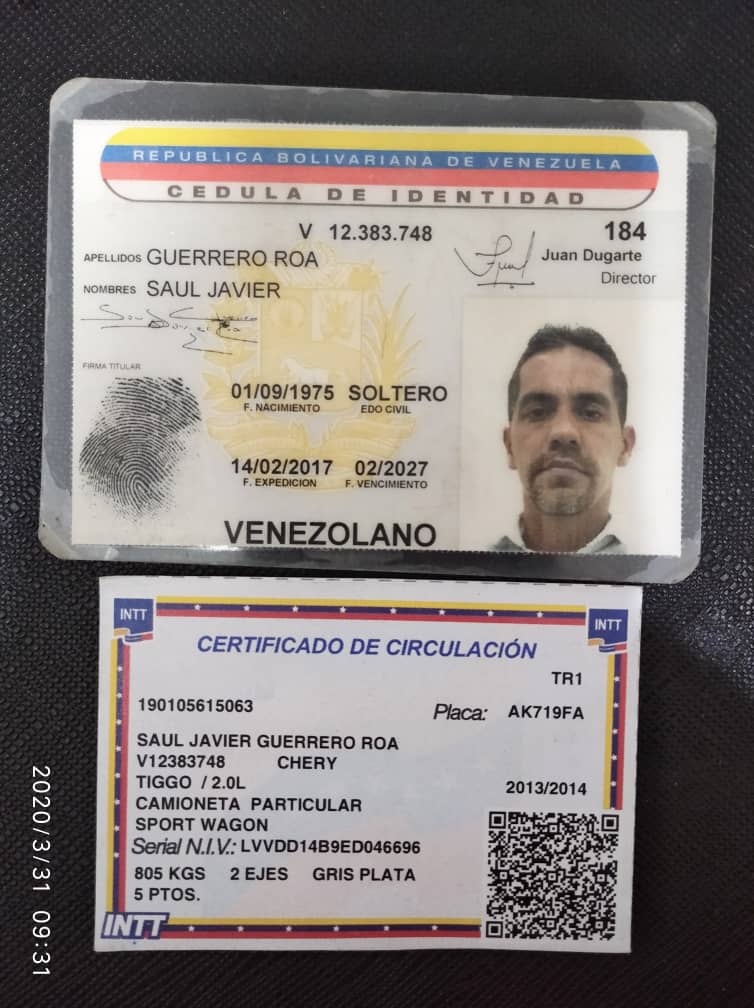 REPUBLICA BOLIVARIANA DE VENEZUELA
CEDULA DE IDENTIDAD
V 12.383.748
184
APELLIDOS GUERRERO ROA
Juan Dugarte
Director
NOMBRES SAUL JAVIER
FIRMA TITULAR
01/09/1975 SOLTERO
F. NACIMIENTO EDO CIVIL
14/02/2017 02/2027
F. EXPEDICION F. VENCIMIENTO
VENEZOLANO
INTT
INTT
CERTIFICADO DE CIRCULACIÓN
TR1
190105615063
Placa: AK719FA
SAUL JAVIER GUERRERO ROA
V12383748 CHERY
TIGGO / 2.0L
2013/2014
CAMIONETA PARTICULAR
SPORT WAGON
Serial N.I.V.: LVVDD14B9ED046696
805 KGS 2 EJES GRIS PLATA
5 PTOS.
INTT
2020/3/31 09:31